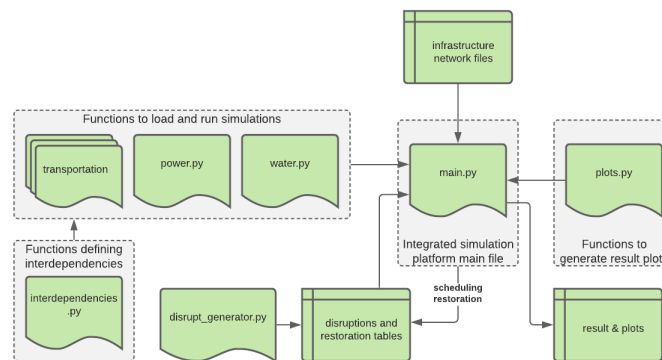 infrastructure
network files
Functions to load and run simulations
transportation
power.py
water.py
main.py
plots.py
Functions defining
interdependencies
Integrated simulation
platform main file
Functions to
generate result plot
interdependencies
.py
scheduling
restoration
disrupt_generator.py
disruptions and
restoration tables
result & plots